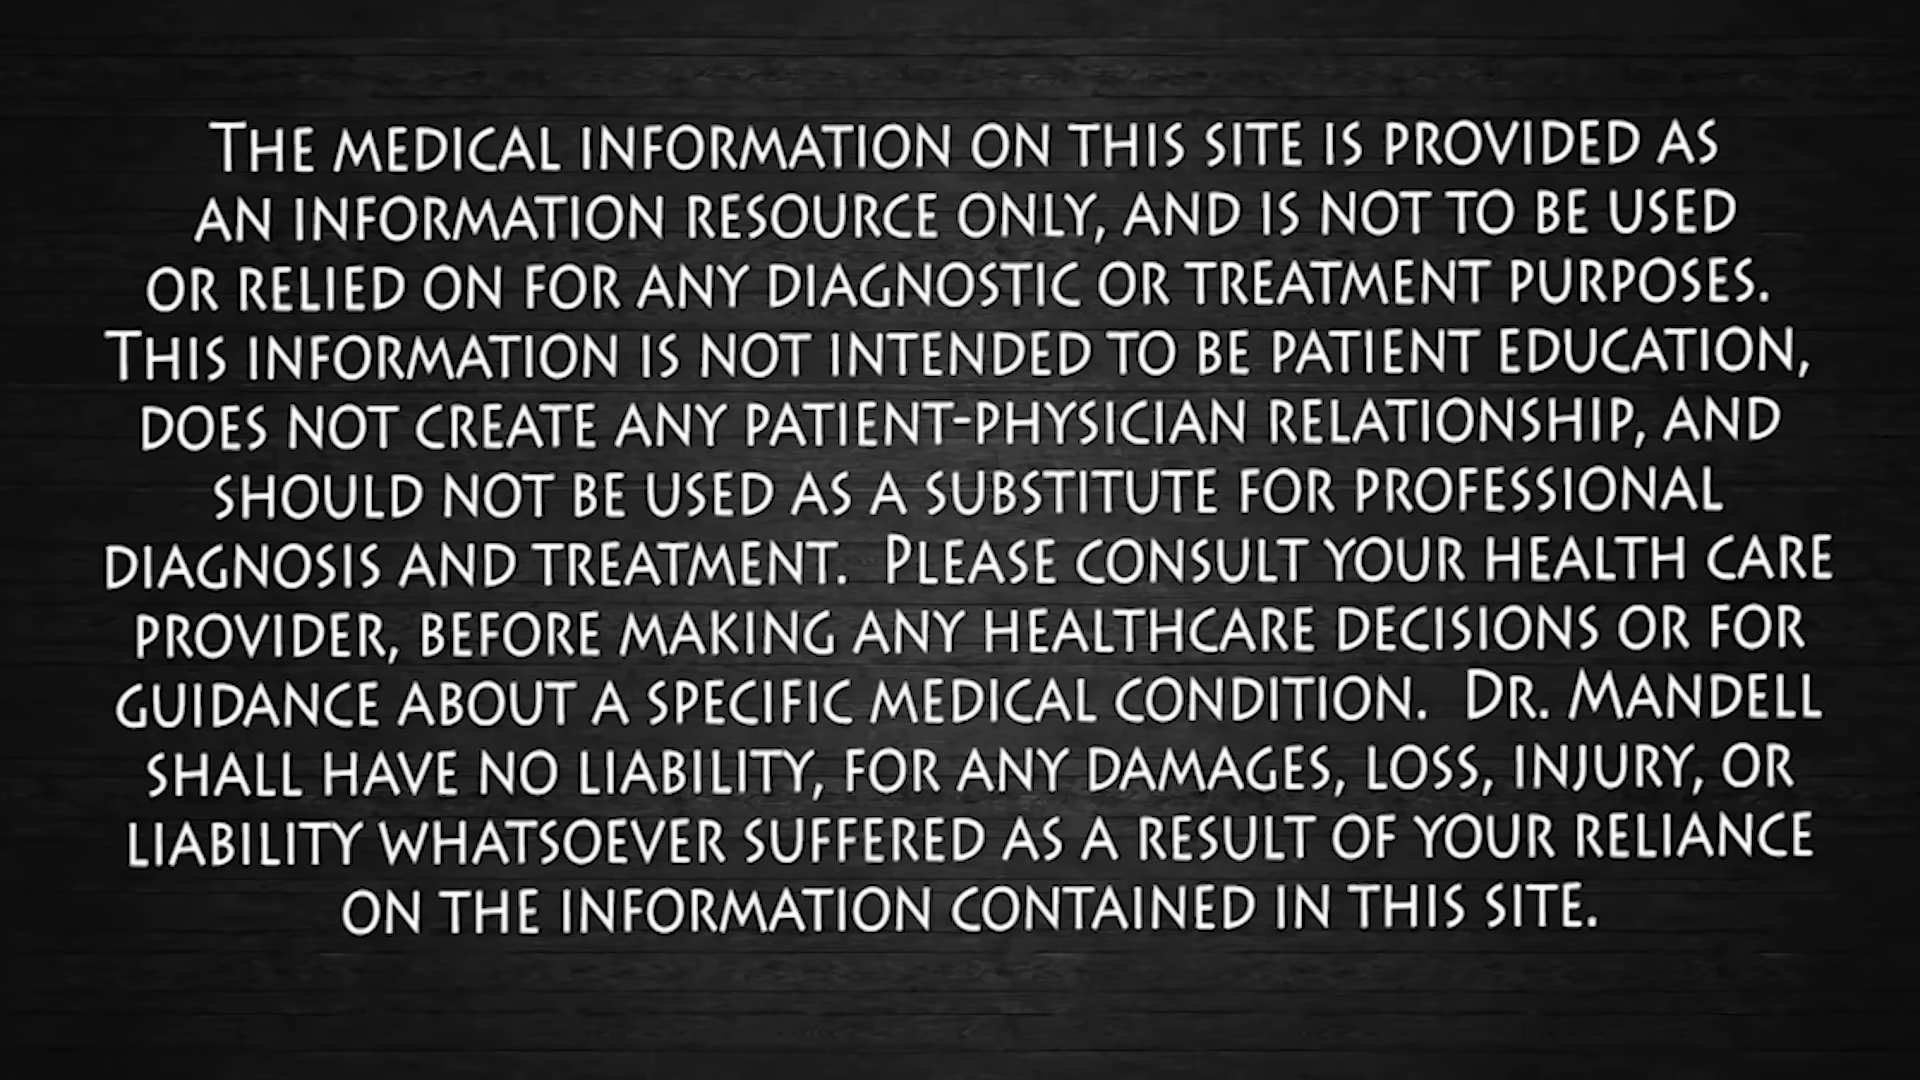 The medical information on this site is provided as
an information resource only, and is not to be used
or relied on for any diagnostic or treatment purposes.
This information is not intended to be patient education,
does not create any patient-physician relationship, and
should not be used as a substitute for professional
diagnosis and treatment. Please consult your health care
provider, before making any healthcare decisions or for
guidance about a specific medical condition. Dr. Mandell
shall have no liability, for any damages, loss, injury, or
liability whatsoever suffered as a result of your reliance
on the information contained in this site.